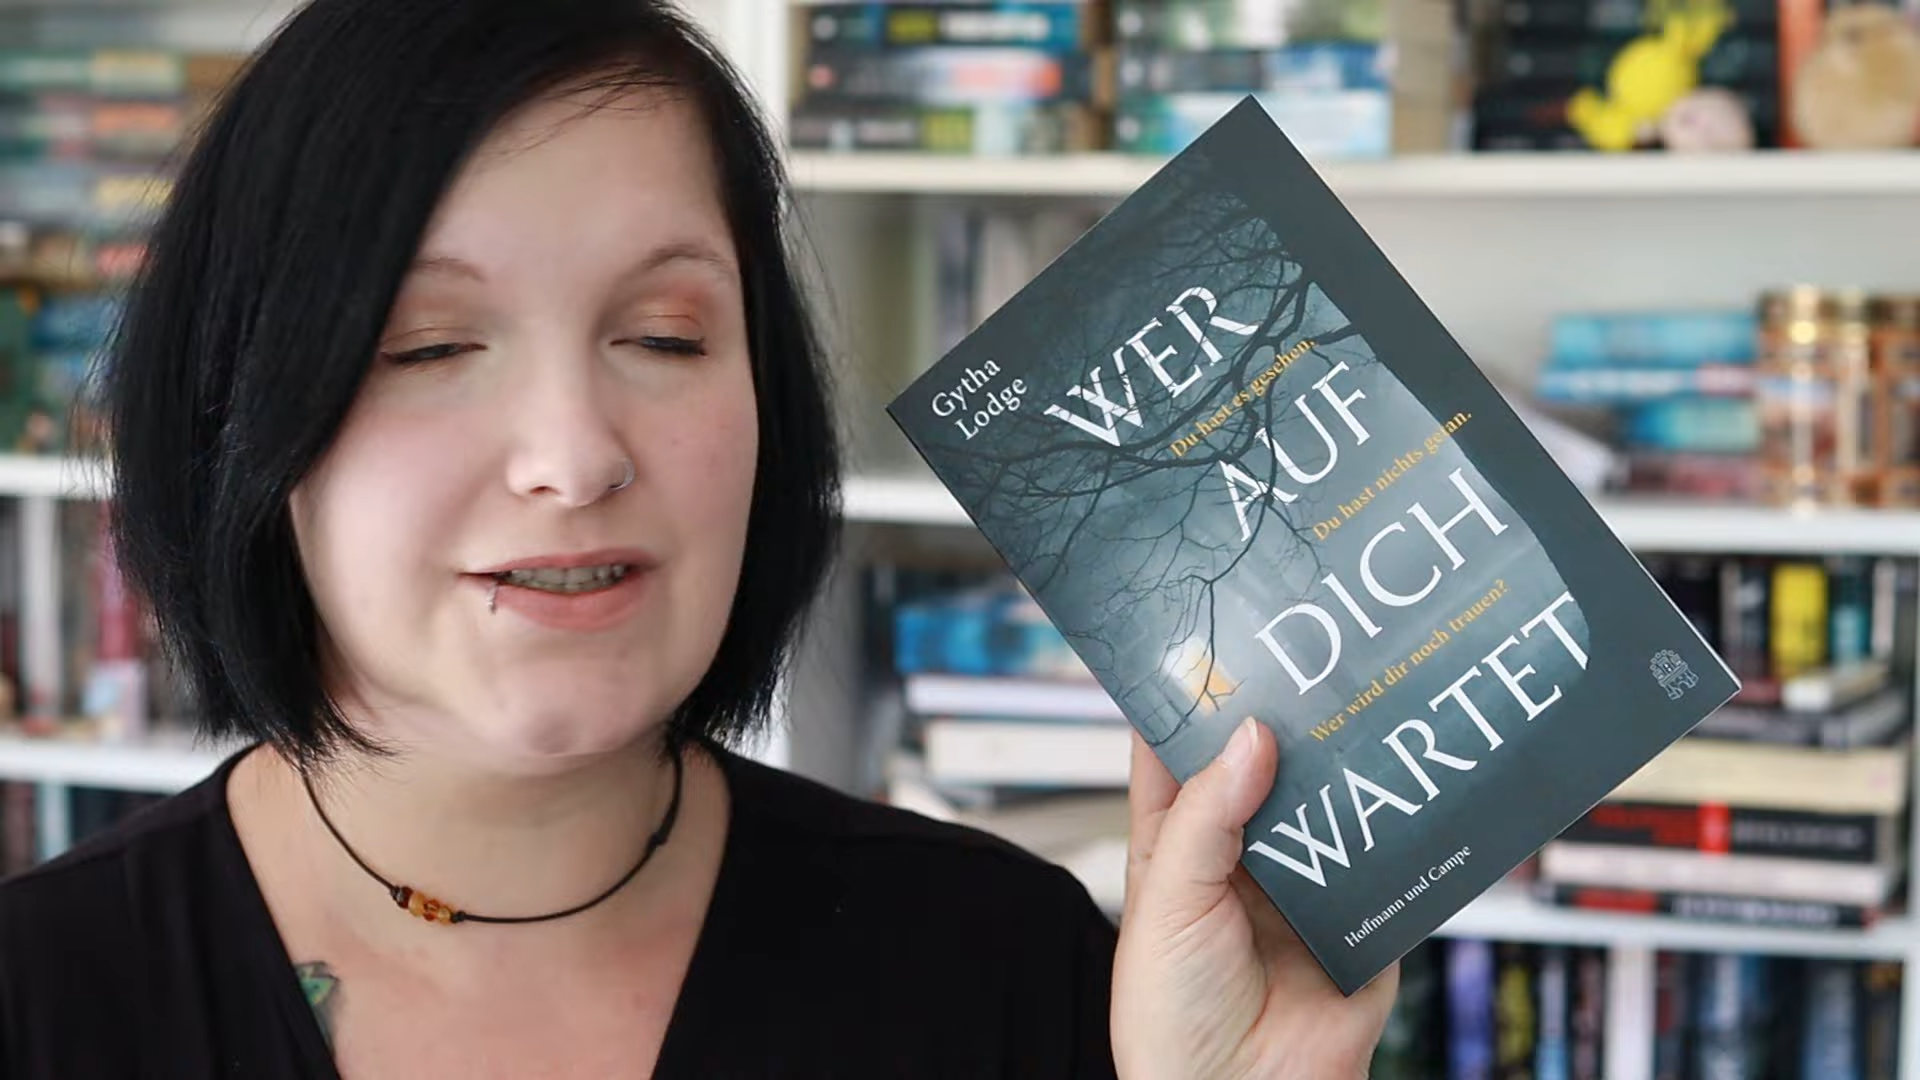 Gytha
Lodge
WER
Du hast es gesehen.
AUF
Du hast nichts getan.
DICH
Wer wird dir noch trauen?
WARTET
Hoffmann und Campe